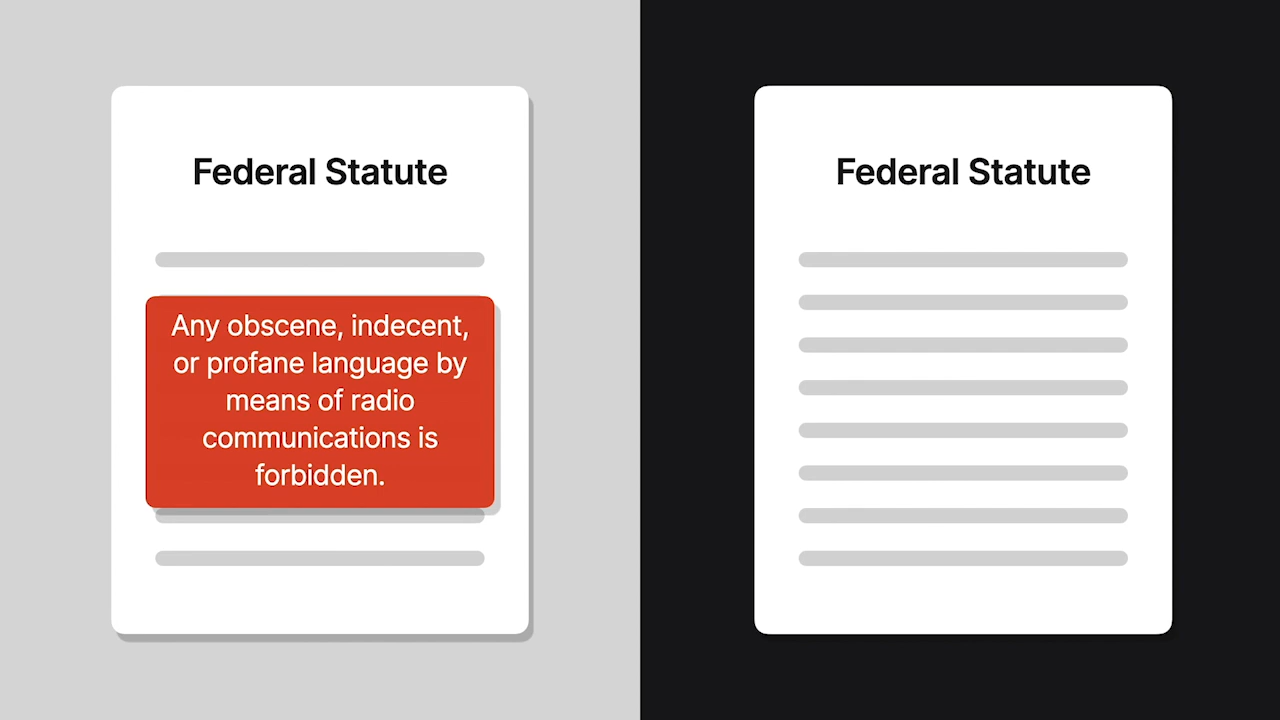 Federal Statute
Any obscene, indecent,
or profane language by
means of radio
communications is
forbidden.
Federal Statute